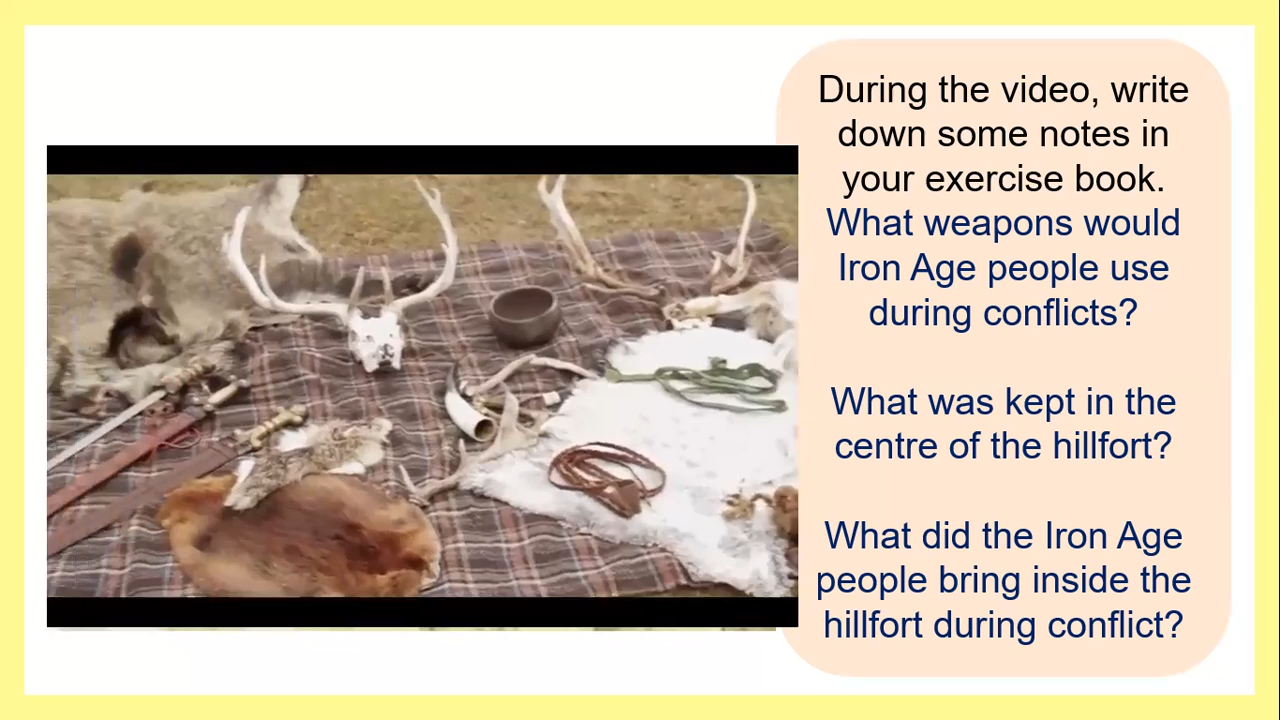 During the video, write
down some notes in
your exercise book.
What weapons would
Iron Age people use
during conflicts?
What was kept in the
centre of the hillfort?
What did the Iron Age
people bring inside the
hillfort during conflict?